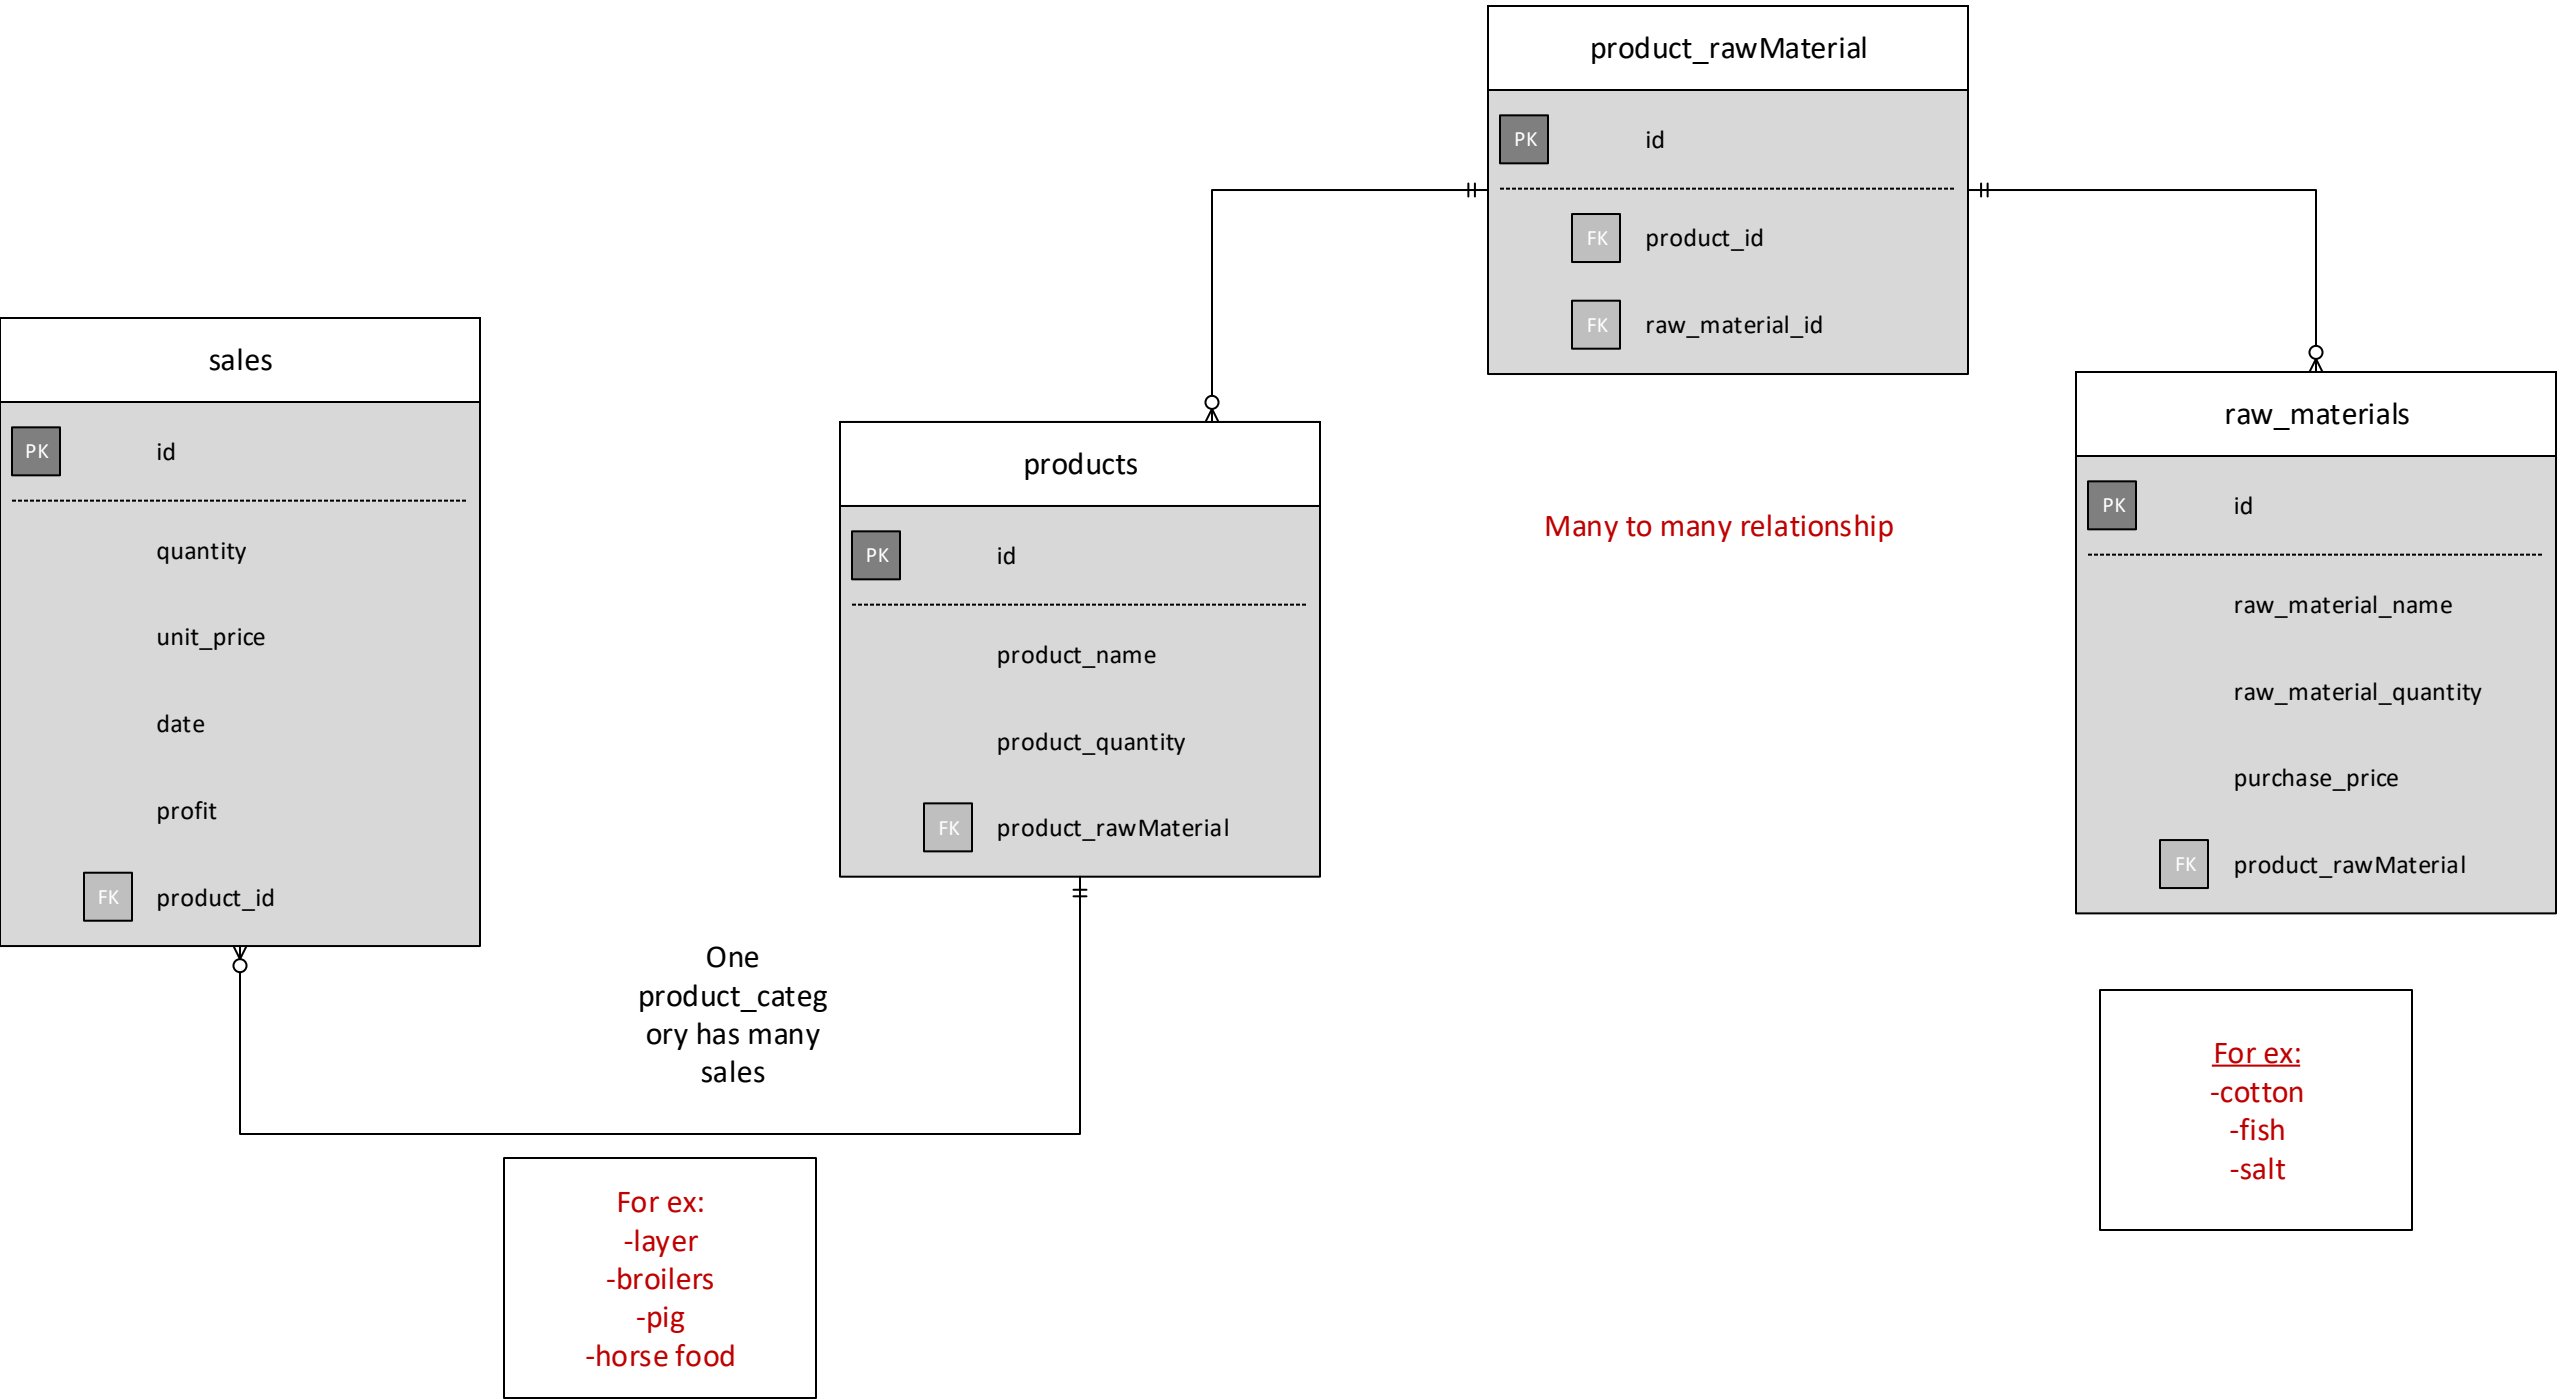 product_rawMaterial
PK id
FK product_id
FK raw_material_id
sales
PK id
quantity
unit_price
date
profit
FK product_id
products
PK id
product_name
product_quantity
FK product_rawMaterial
Many to many relationship
raw_materials
PK id
raw_material_name
raw_material_quantity
purchase_price
FK product_rawMaterial
One
product_categ
ory has many
sales
For ex:
-layer
-broilers
-pig
-horse food
For ex:
-cotton
-fish
-salt